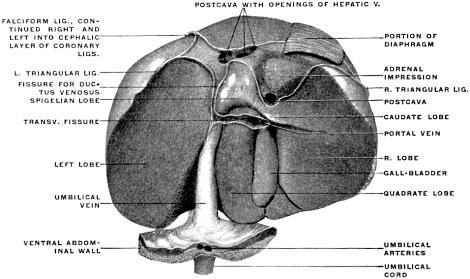 POSTCAVA WITH OPENINGS OF HEPATIC V.
FALCIFORM LIG., CON-
TINUED RIGHT AND
LEFT INTO CEPHALIC
LAYER OF CORONARY
LIGS.
L. TRIANGULAR LIG.
FISSURE FOR DUC-
TUS VENOSUS
SPIGELIAN LOBE
TRANSV. FISSURE
LEFT LOBE
UMBILICAL
VEIN
VENTRAL ABDOM-
INAL WALL
PORTION OF
DIAPHRAGM
ADRENAL
IMPRESSION
R. TRIANGULAR LIG.
POSTCAVA
CAUDATE LOBE
PORTAL VEIN
R. LOBE
GALL-BLADDER
QUADRATE LOBE
UMBILICAL
ARTERIES
UMBILICAL
CORD